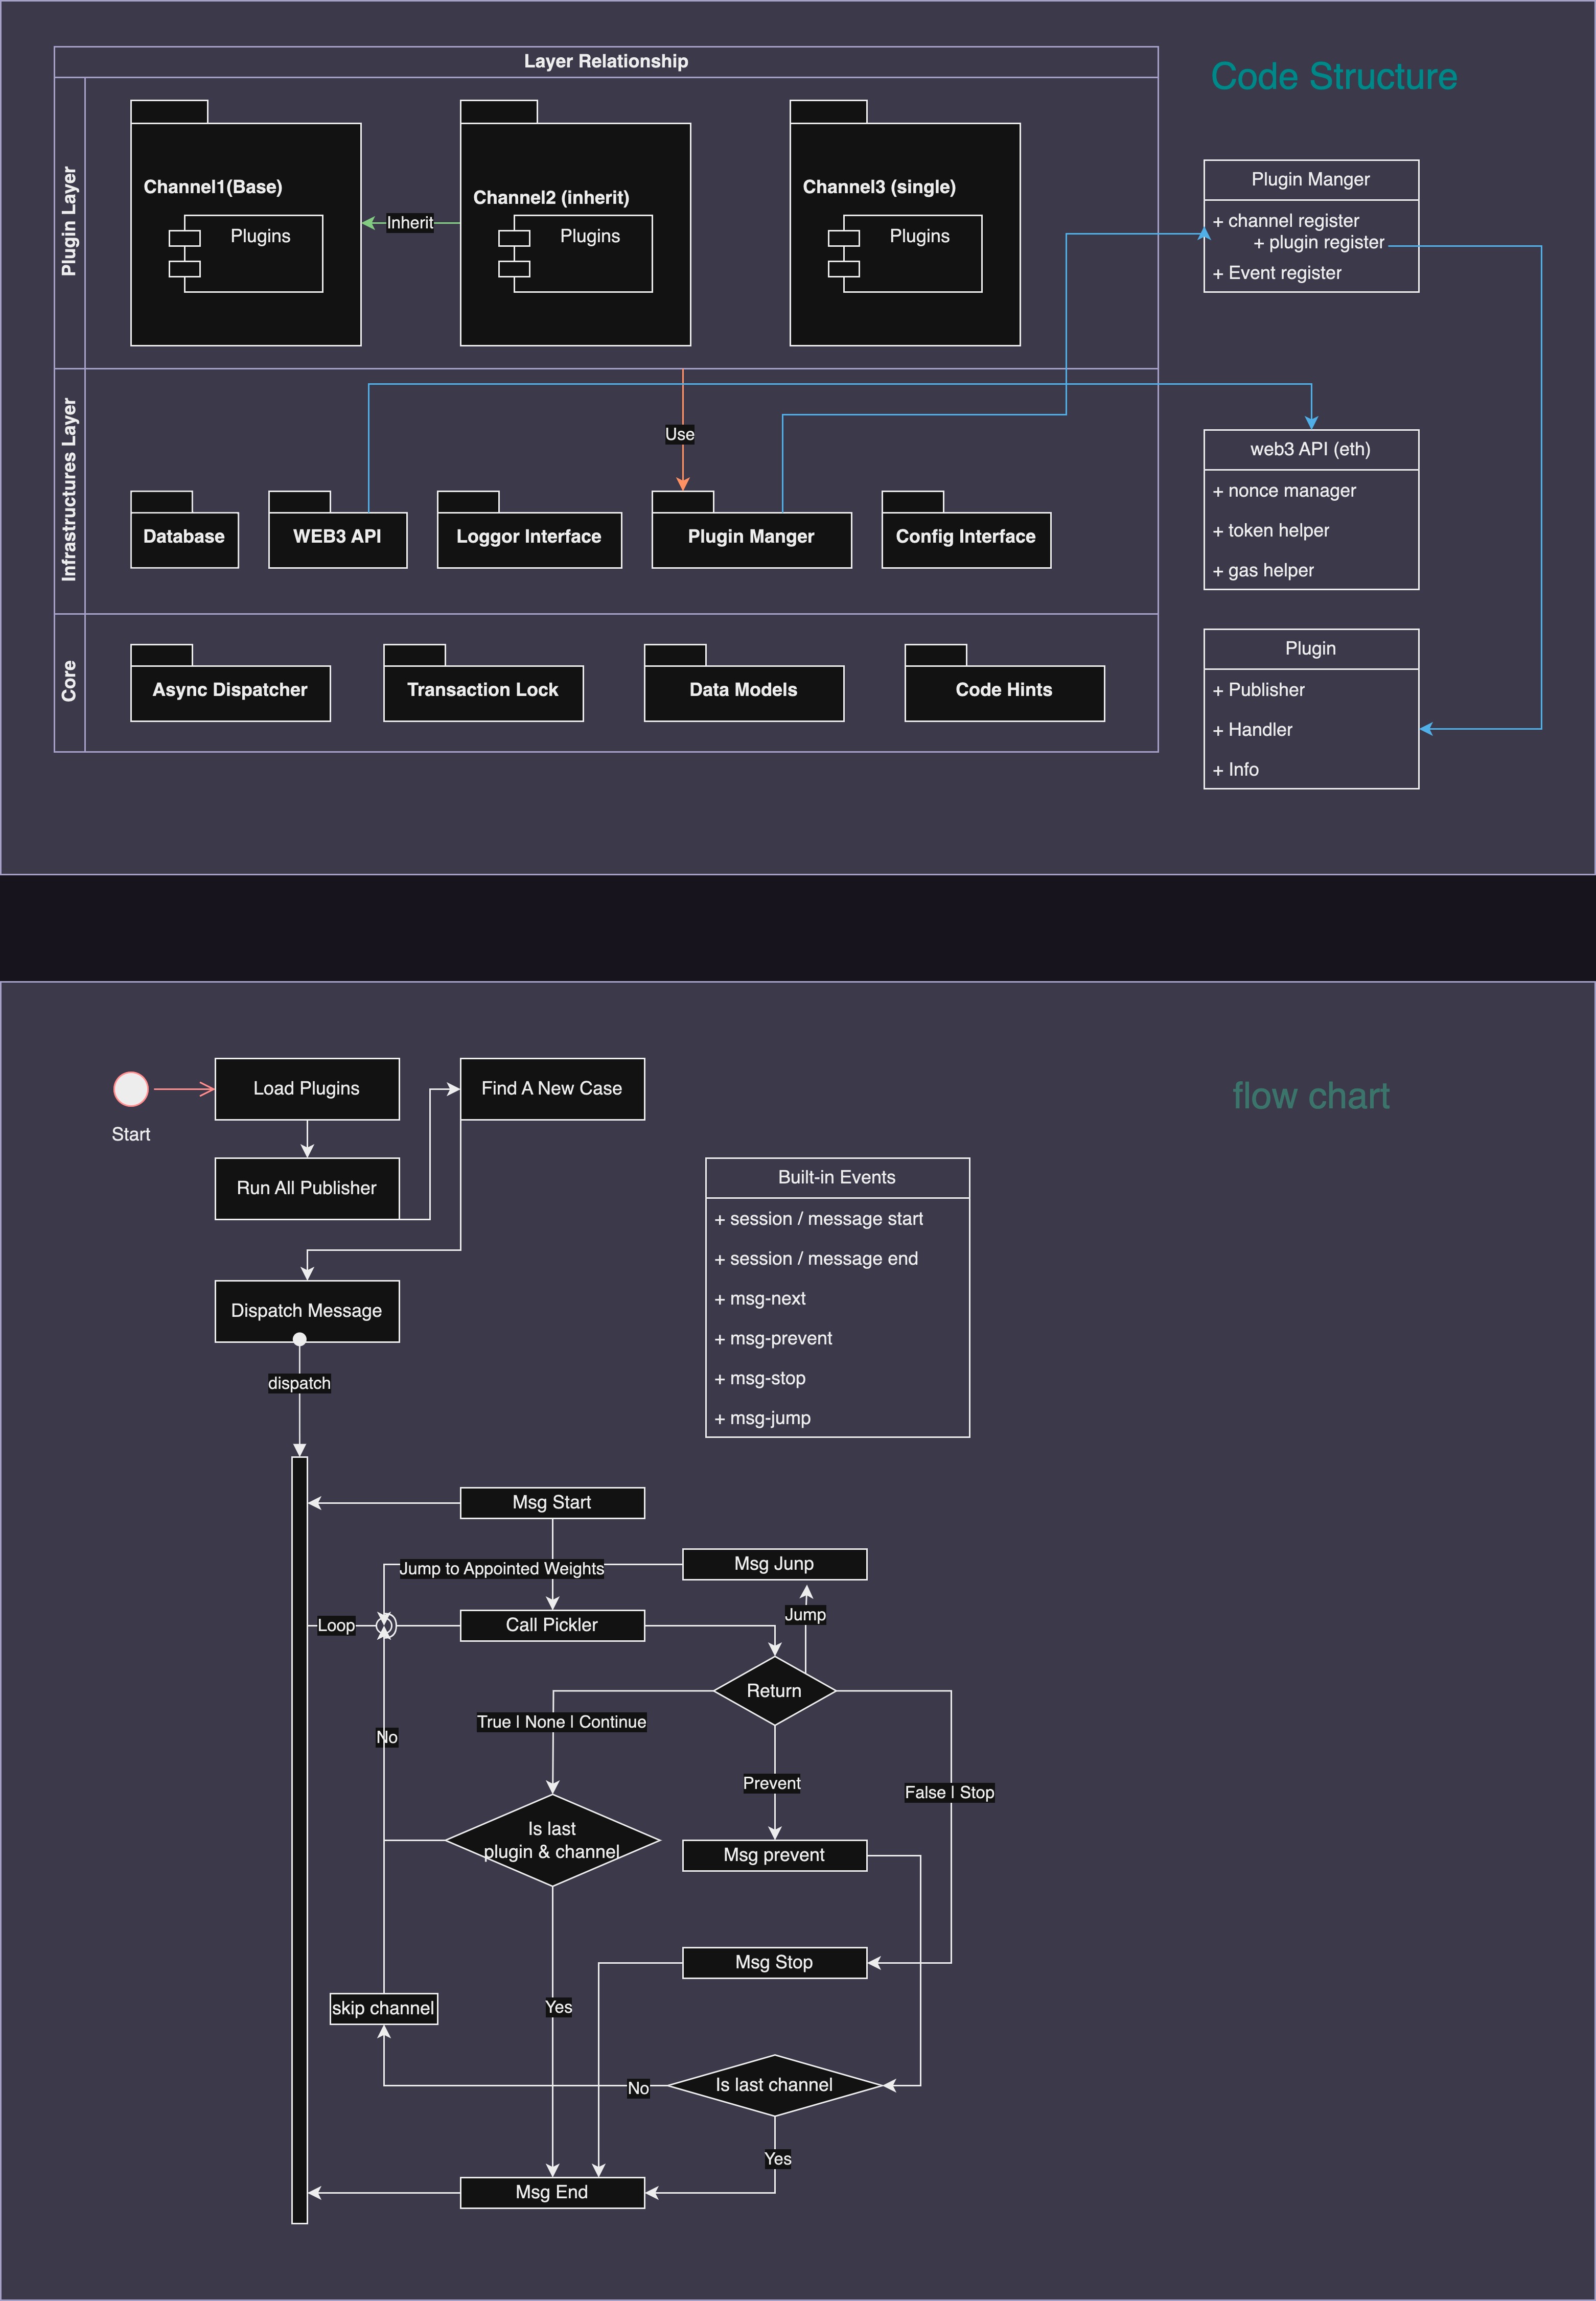 Layer Relationship
Code Structure
Plugin Layer
Channel1(Base)
Plugins
Inherit
Channel2 (inherit)
Plugins
Channel3 (single)
Plugins
Plugin Manger
+ channel register
+ plugin register
+ Event register
Infrastructures Layer
Use
Database
WEB3 API
Loggor Interface
Plugin Manger
Config Interface
web3 API (eth)
+ nonce manager
+ token helper
+ gas helper
Core
Async Dispatcher
Transaction Lock
Data Models
Code Hints
Plugin
+ Publisher
+ Handler
+ Info
flow chart
Start
Load Plugins
Find A New Case
Run All Publisher
Dispatch Message
dispatch
Built-in Events
+ session / message start
+ session / message end
+ msg-next
+ msg-prevent
+ msg-stop
+ msg-jump
Msg Start
Jump to Appointed Weights
Msg Junp
Jump
Loop
Call Pickler
Return
True | None | Continue
No
Prevent
False | Stop
Is last
plugin & channel
Msg prevent
Msg Stop
Yes
skip channel
No
Is last channel
Yes
Msg End